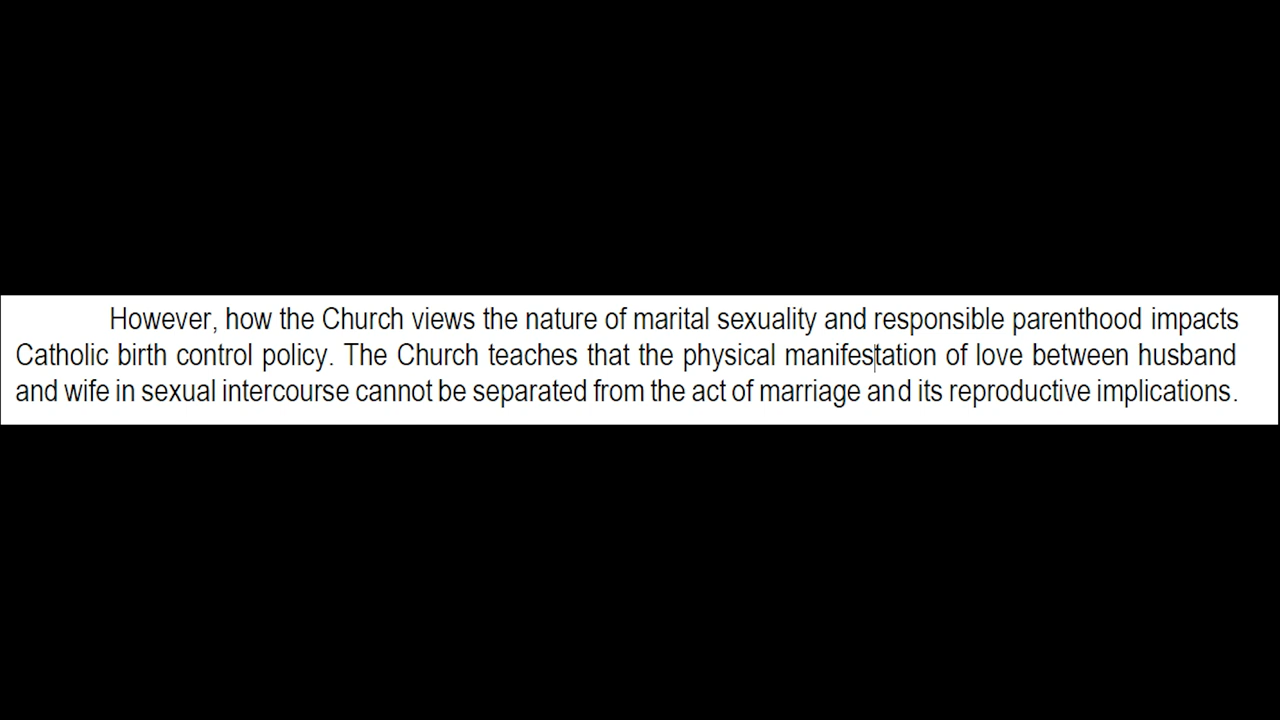 However, how the Church views the nature of marital sexuality and responsible parenthood impacts
Catholic birth control policy. The Church teaches that the physical manifestation of love between husband
and wife in sexual intercourse cannot be separated from the act of marriage and its reproductive implications.